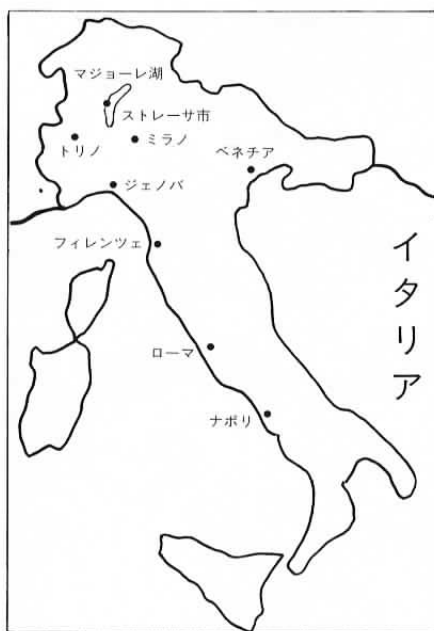 マジョーレ湖
ストレーサ市
トリノ
ミラノ
ベネチア
ジェノバ
フィレンツェ
イタリア
ローマ
ナポリ